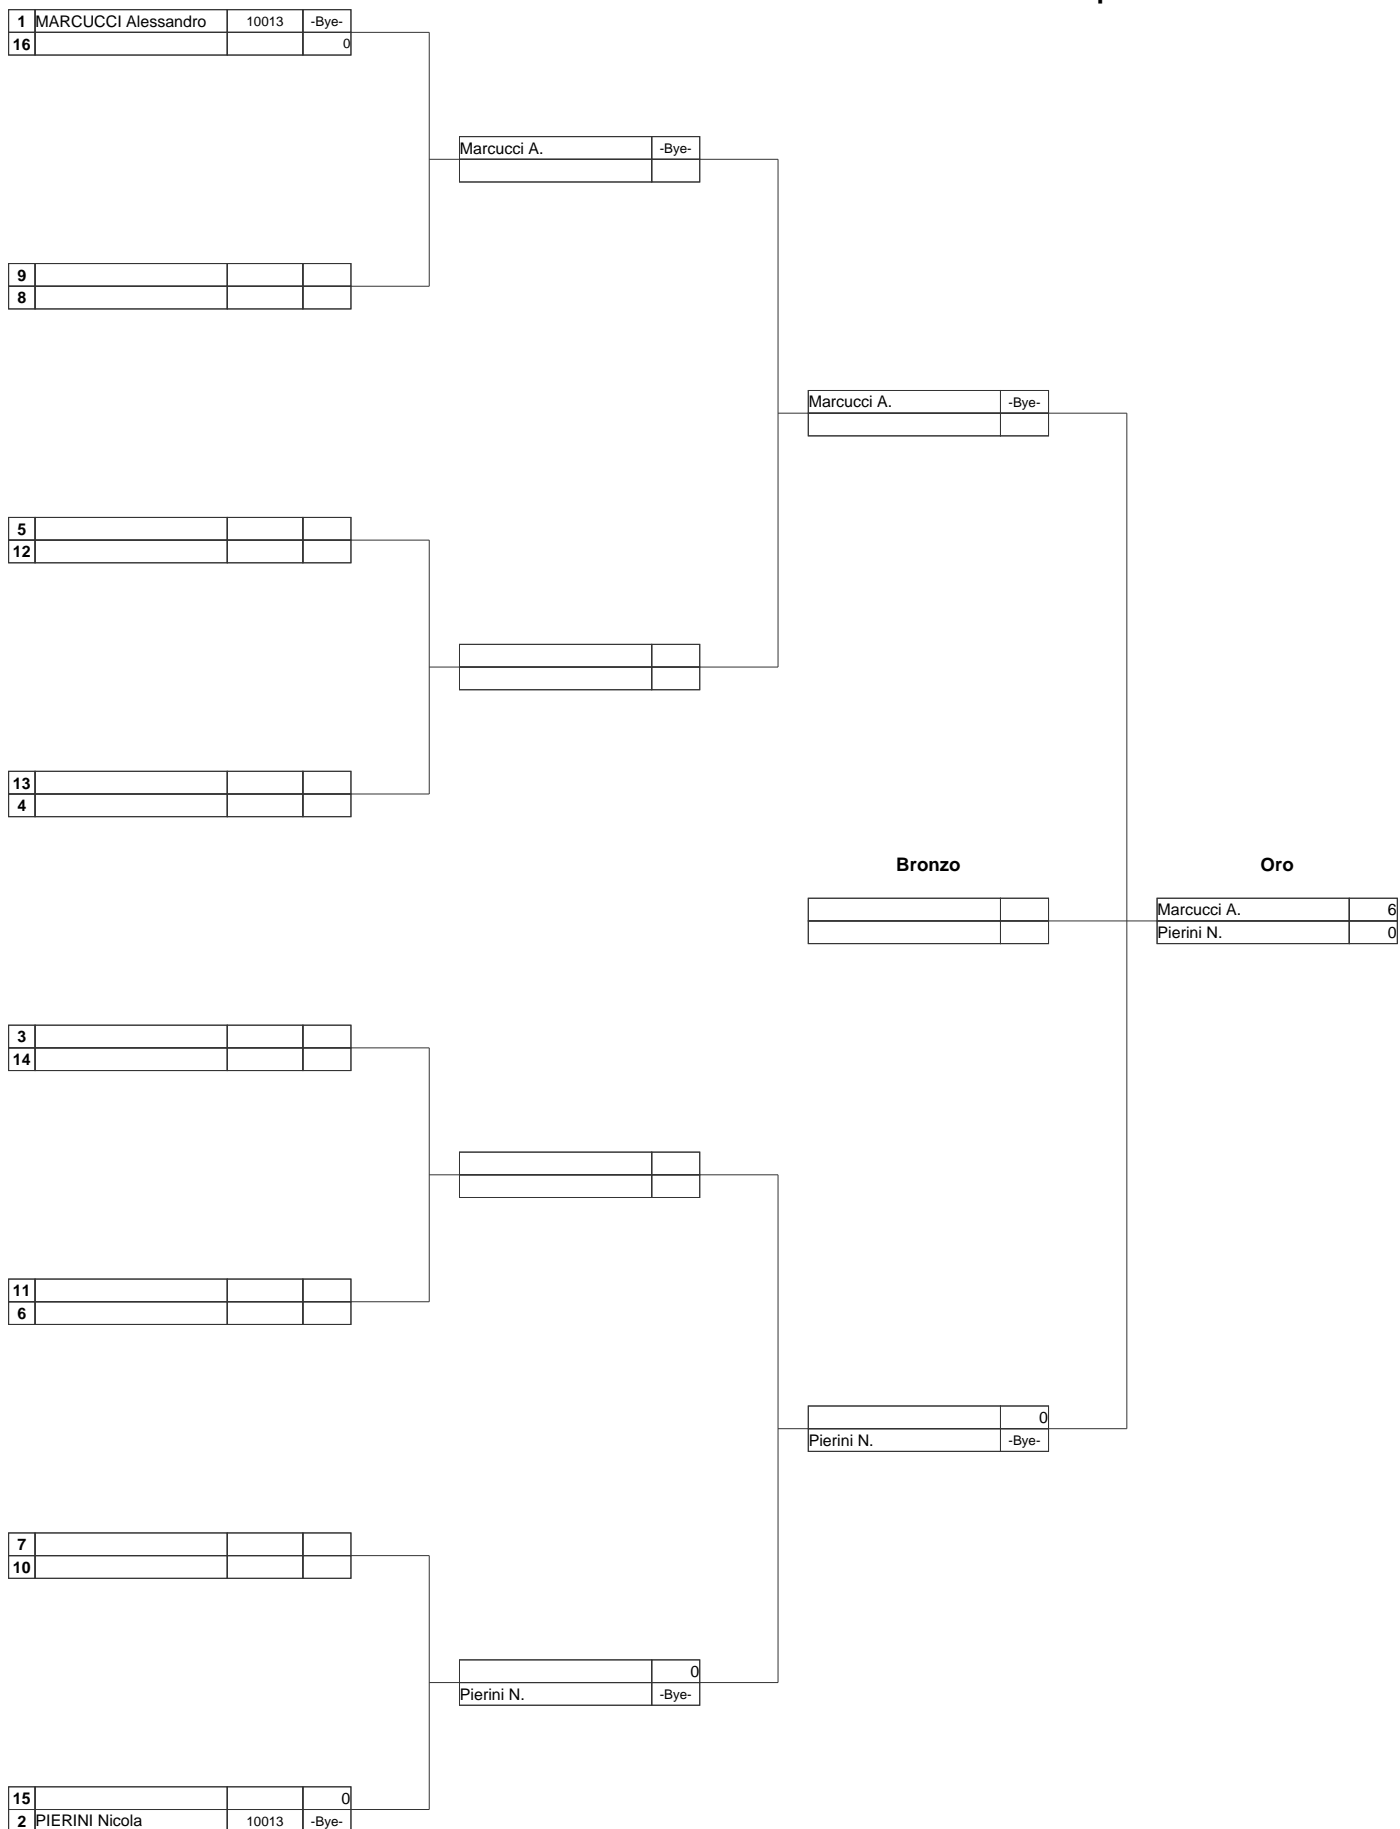 1 MARCUCCI Alessandro 10013 -Bye-
16 0
Marcucci A. -Bye-
9
8
Marcucci A. -Bye-
5
12
13
4
Bronzo Oro
Marcucci A. 6
Pierini N. 0
3
14
11
6
0
Pierini N. -Bye-
7
10
0
Pierini N. -Bye-
15 0
2 PIERINI Nicola 10013 -Bye-